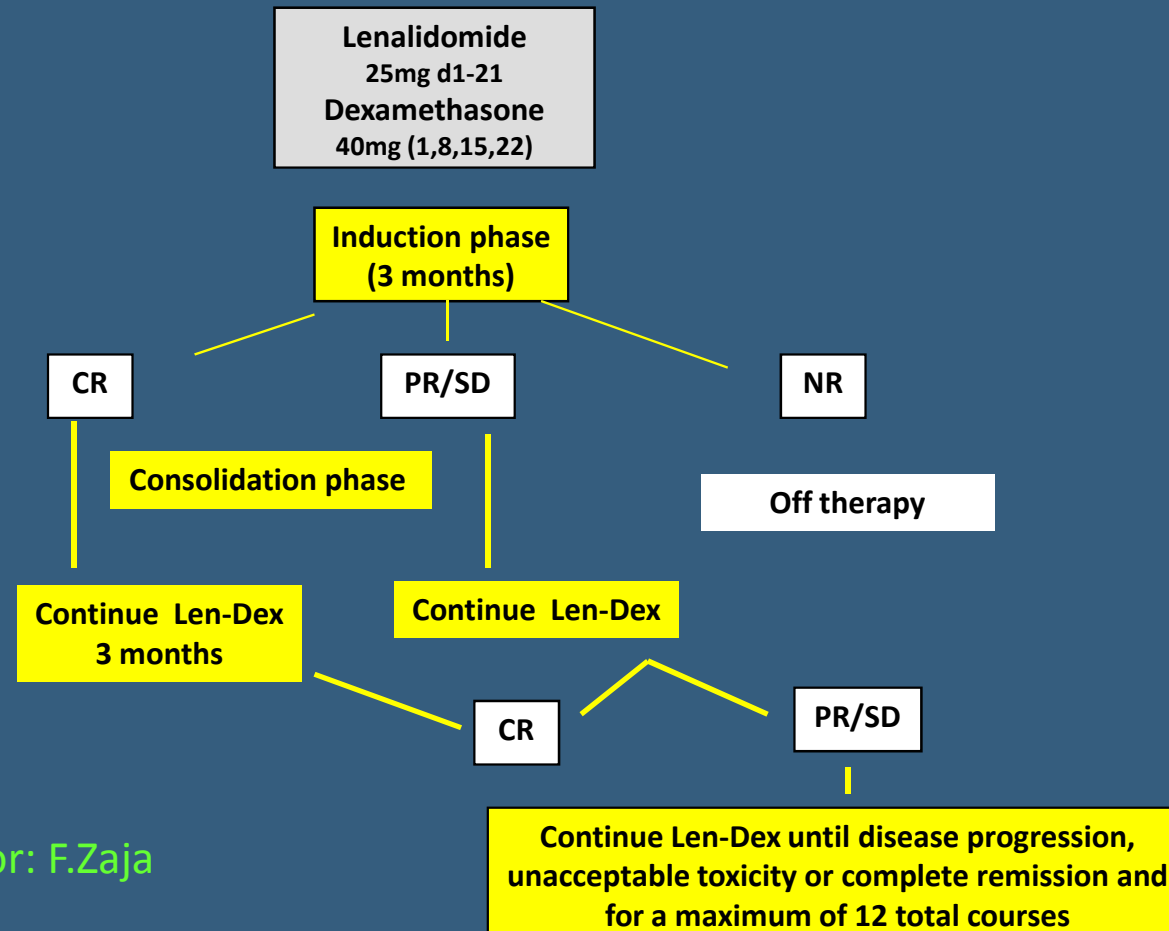 Lenalidomide
25mg d1-21
Dexamethasone
40mg (1,8,15,22)
Induction phase
(3 months)
CR
PR/SD
NR
Consolidation phase
Off therapy
Continue Len-Dex
3 months
Continue Len-Dex
CR
PR/SD
Continue Len-Dex until disease progression,
unacceptable toxicity or complete remission and
for a maximum of 12 total courses
or: F.Zaja